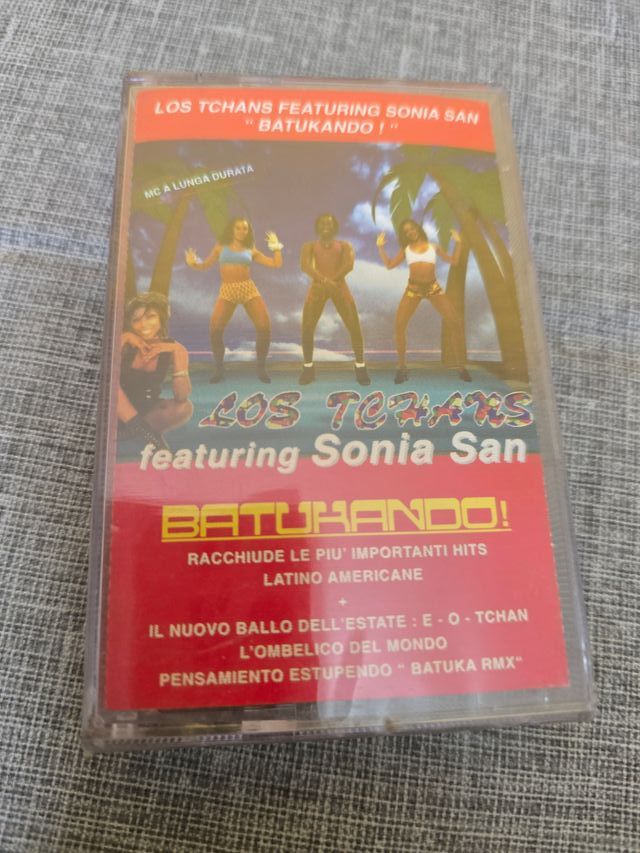 LOS TCHANS FEATURING SONIA SAN
" BATUKANDO ! "
MC A LUNGA DURATA
LOS TCHANS
featuring Sonia San
BATUKANDO!
RACCHIUDE LE PIU' IMPORTANTI HITS
LATINO AMERICANE
+
IL NUOVO BALLO DELL'ESTATE : E - O - TCHAN
L'OMBELICO DEL MONDO
PENSAMIENTO ESTUPENDO " BATUKA RMX"